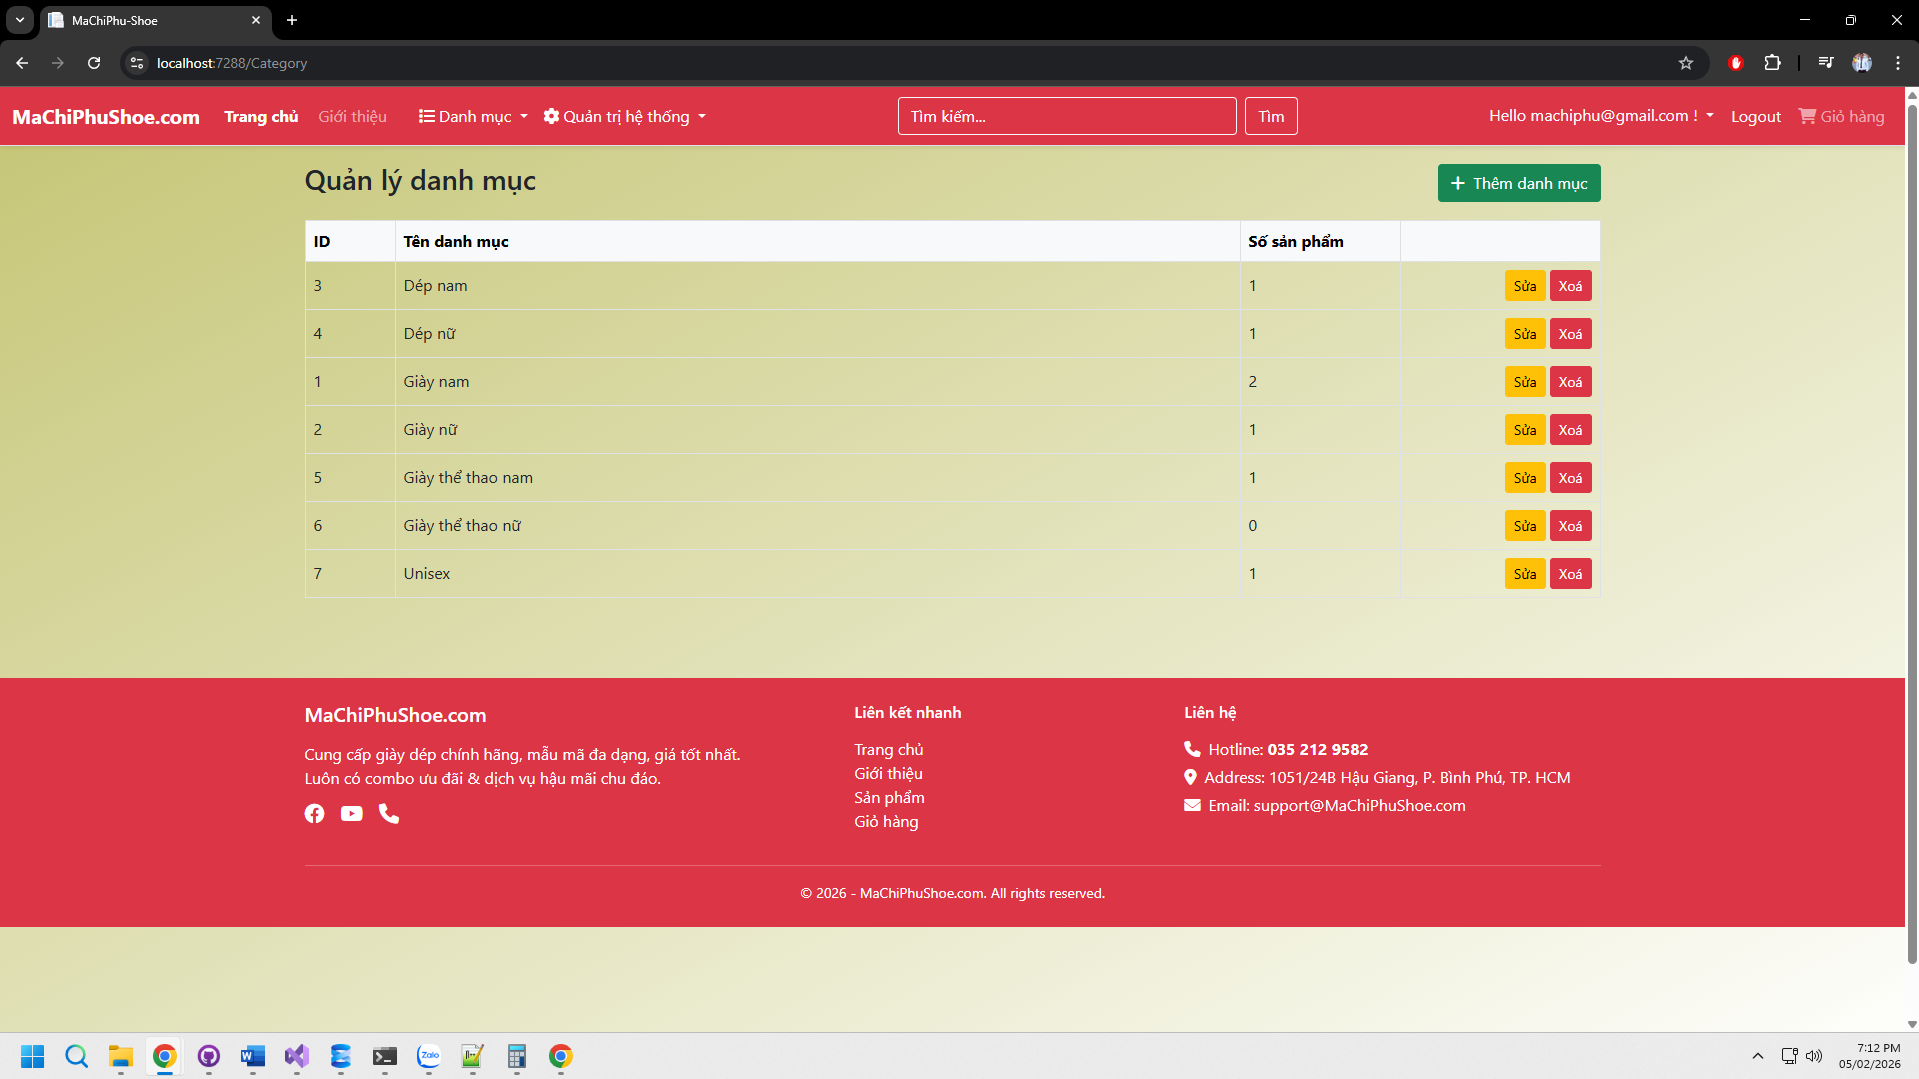 MaChiPhu-Shoe
localhost:7288/Category
MaChiPhuShoe.com Trang chủ Giới thiệu Danh mục Quản trị hệ thống Tìm kiếm... Tìm Hello machiphu@gmail.com ! Logout Giỏ hàng
Quản lý danh mục
Thêm danh mục
ID Tên danh mục Số sản phẩm
3 Dép nam 1 Sửa Xoá
4 Dép nữ 1 Sửa Xoá
1 Giày nam 2 Sửa Xoá
2 Giày nữ 1 Sửa Xoá
5 Giày thể thao nam 1 Sửa Xoá
6 Giày thể thao nữ 0 Sửa Xoá
7 Unisex 1 Sửa Xoá
MaChiPhuShoe.com
Cung cấp giày dép chính hãng, mẫu mã đa dạng, giá tốt nhất.
Luôn có combo ưu đãi & dịch vụ hậu mãi chu đáo.
Liên kết nhanh
Trang chủ
Giới thiệu
Sản phẩm
Giỏ hàng
Liên hệ
Hotline: 035 212 9582
Address: 1051/24B Hậu Giang, P. Bình Phú, TP. HCM
Email: support@MaChiPhuShoe.com
© 2026 - MaChiPhuShoe.com. All rights reserved.
Zalo
7:12 PM
05/02/2026